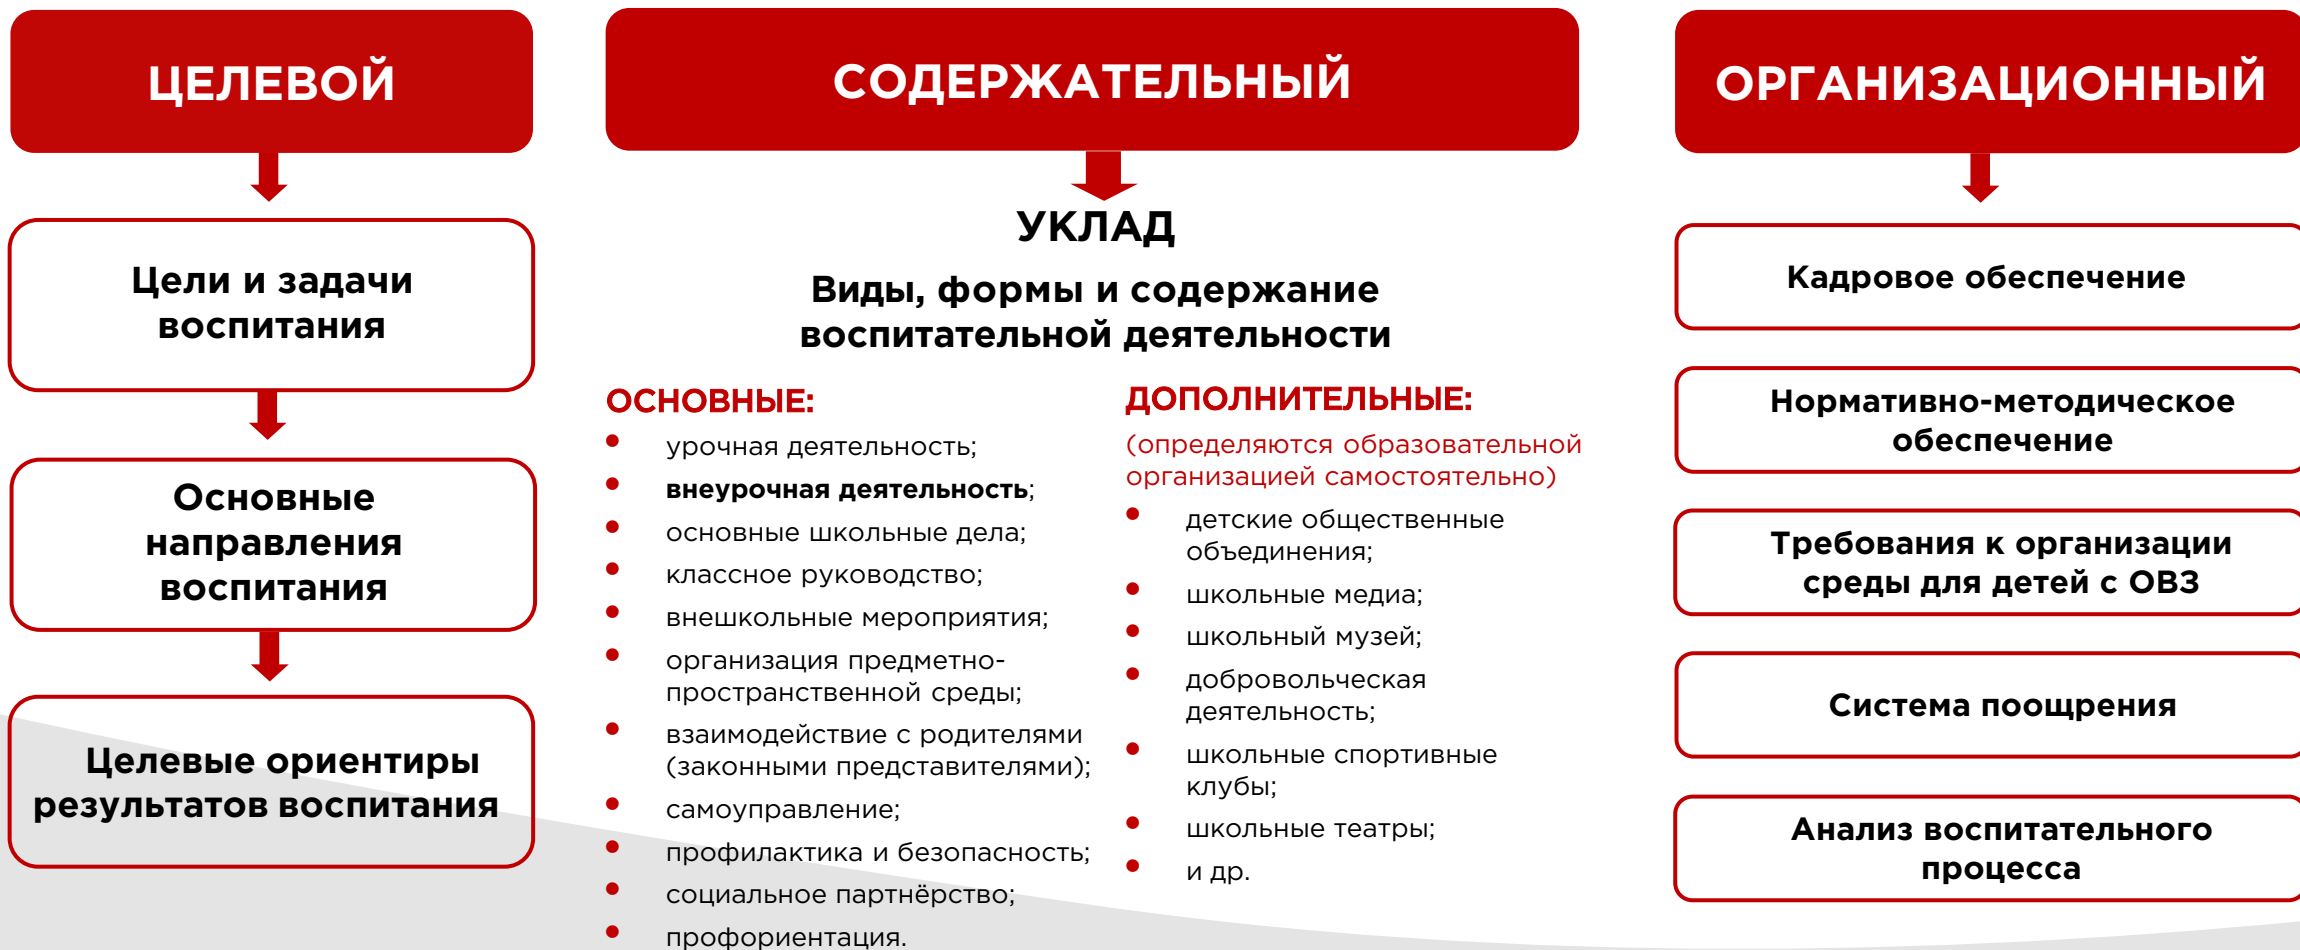 ЦЕЛЕВОЙ
Цели и задачи
воспитания
Основные
направления
воспитания
Целевые ориентиры
результатов воспитания
СОДЕРЖАТЕЛЬНЫЙ
УКЛАД
Виды, формы и содержание
воспитательной деятельности
ОСНОВНЫЕ:
урочная деятельность;
внеурочная деятельность;
основные школьные дела;
классное руководство;
внешкольные мероприятия;
организация предметно-
пространственной среды;
взаимодействие с родителями
(законными представителями);
самоуправление;
профилактика и безопасность;
социальное партнёрство;
профориентация.
ДОПОЛНИТЕЛЬНЫЕ:
(определяются образовательной
организацией самостоятельно)
детские общественные
объединения;
школьные медиа;
школьный музей;
добровольческая
деятельность;
школьные спортивные
клубы;
школьные театры;
и др.
ОРГАНИЗАЦИОННЫЙ
Кадровое обеспечение
Нормативно-методическое
обеспечение
Требования к организации
среды для детей с ОВЗ
Система поощрения
Анализ воспитательного
процесса